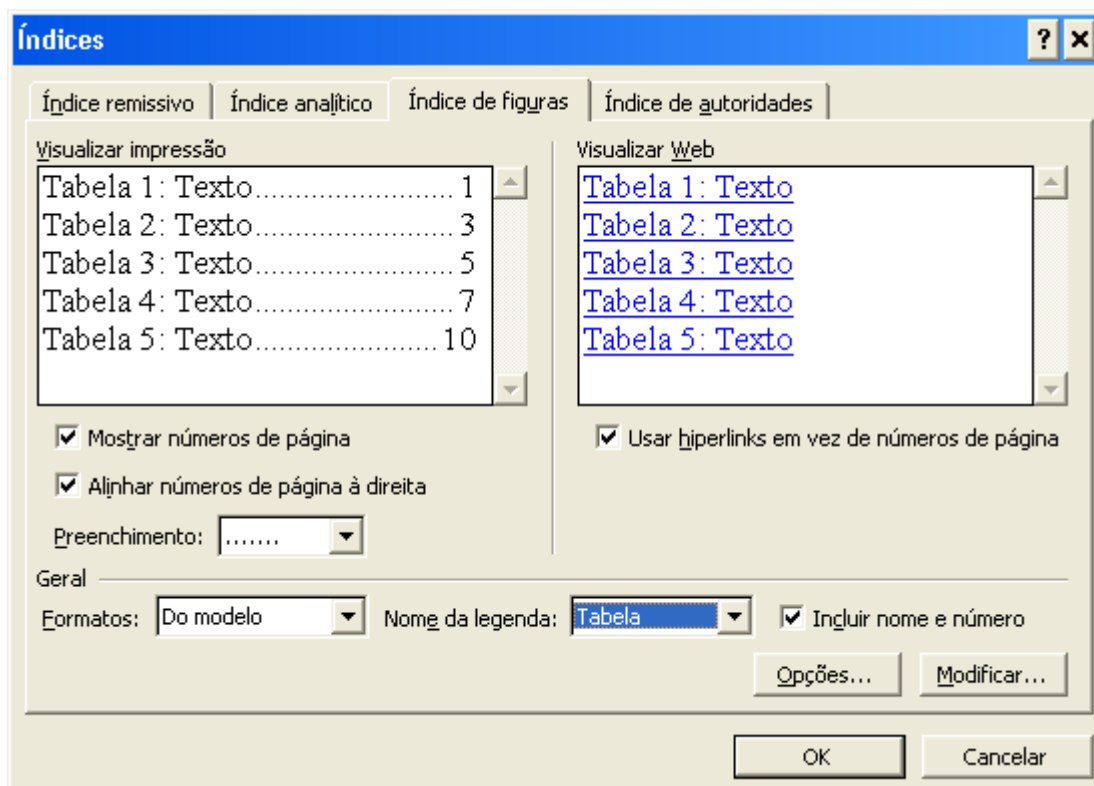 Índices
Índice remissivo Índice analítico Índice de figuras Índice de autoridades
Visualizar impressão
Tabela 1: Texto........................... 1
Tabela 2: Texto........................... 3
Tabela 3: Texto........................... 5
Tabela 4: Texto........................... 7
Tabela 5: Texto......................... 10
Visualizar Web
Tabela 1: Texto
Tabela 2: Texto
Tabela 3: Texto
Tabela 4: Texto
Tabela 5: Texto
Mostrar números de página
Alinhar números de página à direita
Preenchimento: .......
Usar hiperlinks em vez de números de página
Geral
Formatos: Do modelo Nome da legenda: Tabela Incluir nome e número
Opções... Modificar...
OK Cancelar